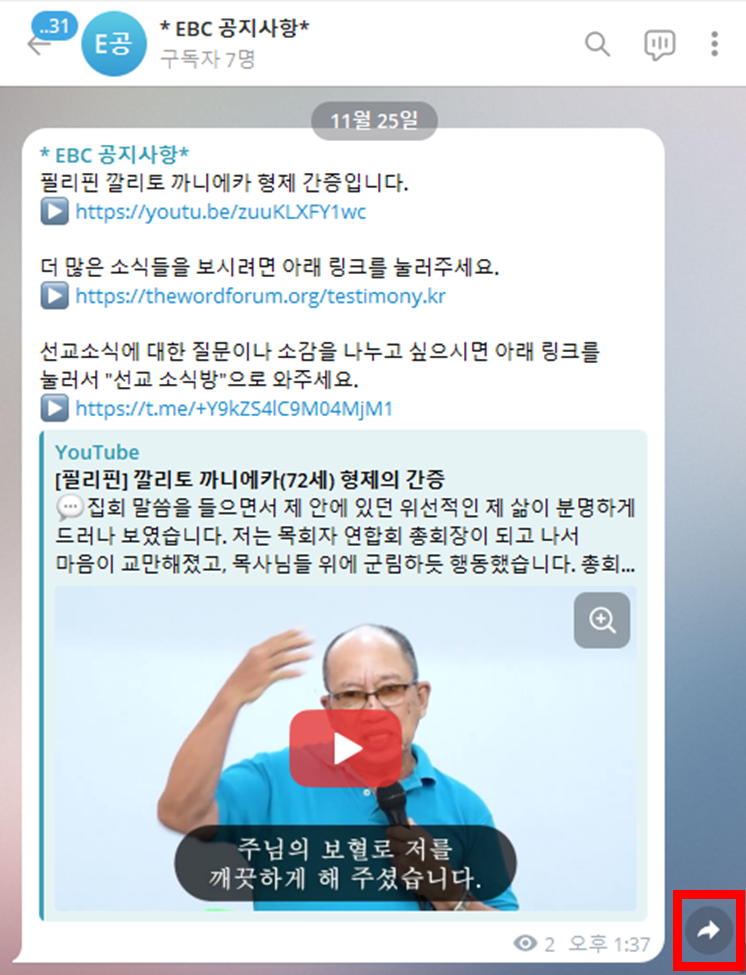 ..31
E공
* EBC 공지사항*
구독자 7명
11월 25일
* EBC 공지사항*
필리핀 깔리토 까니에카 형제 간증입니다.
https://youtu.be/zuuKLXFY1wc
더 많은 소식들을 보시려면 아래 링크를 눌러주세요.
https://thewordforum.org/testimony.kr
선교소식에 대한 질문이나 소감을 나누고 싶으시면 아래 링크를
눌러서 "선교 소식방"으로 와주세요.
https://t.me/+Y9kZS4lC9M04MjM1
YouTube
[필리핀] 깔리토 까니에카(72세) 형제의 간증
집회 말씀을 들으면서 제 안에 있던 위선적인 제 삶이 분명하게
드러나 보였습니다. 저는 목회자 연합회 총회장이 되고 나서
마음이 교만해졌고, 목사님들 위에 군림하듯 행동했습니다. 총회...
주님의 보혈로 저를
깨끗하게 해 주셨습니다.
2 오후 1:37